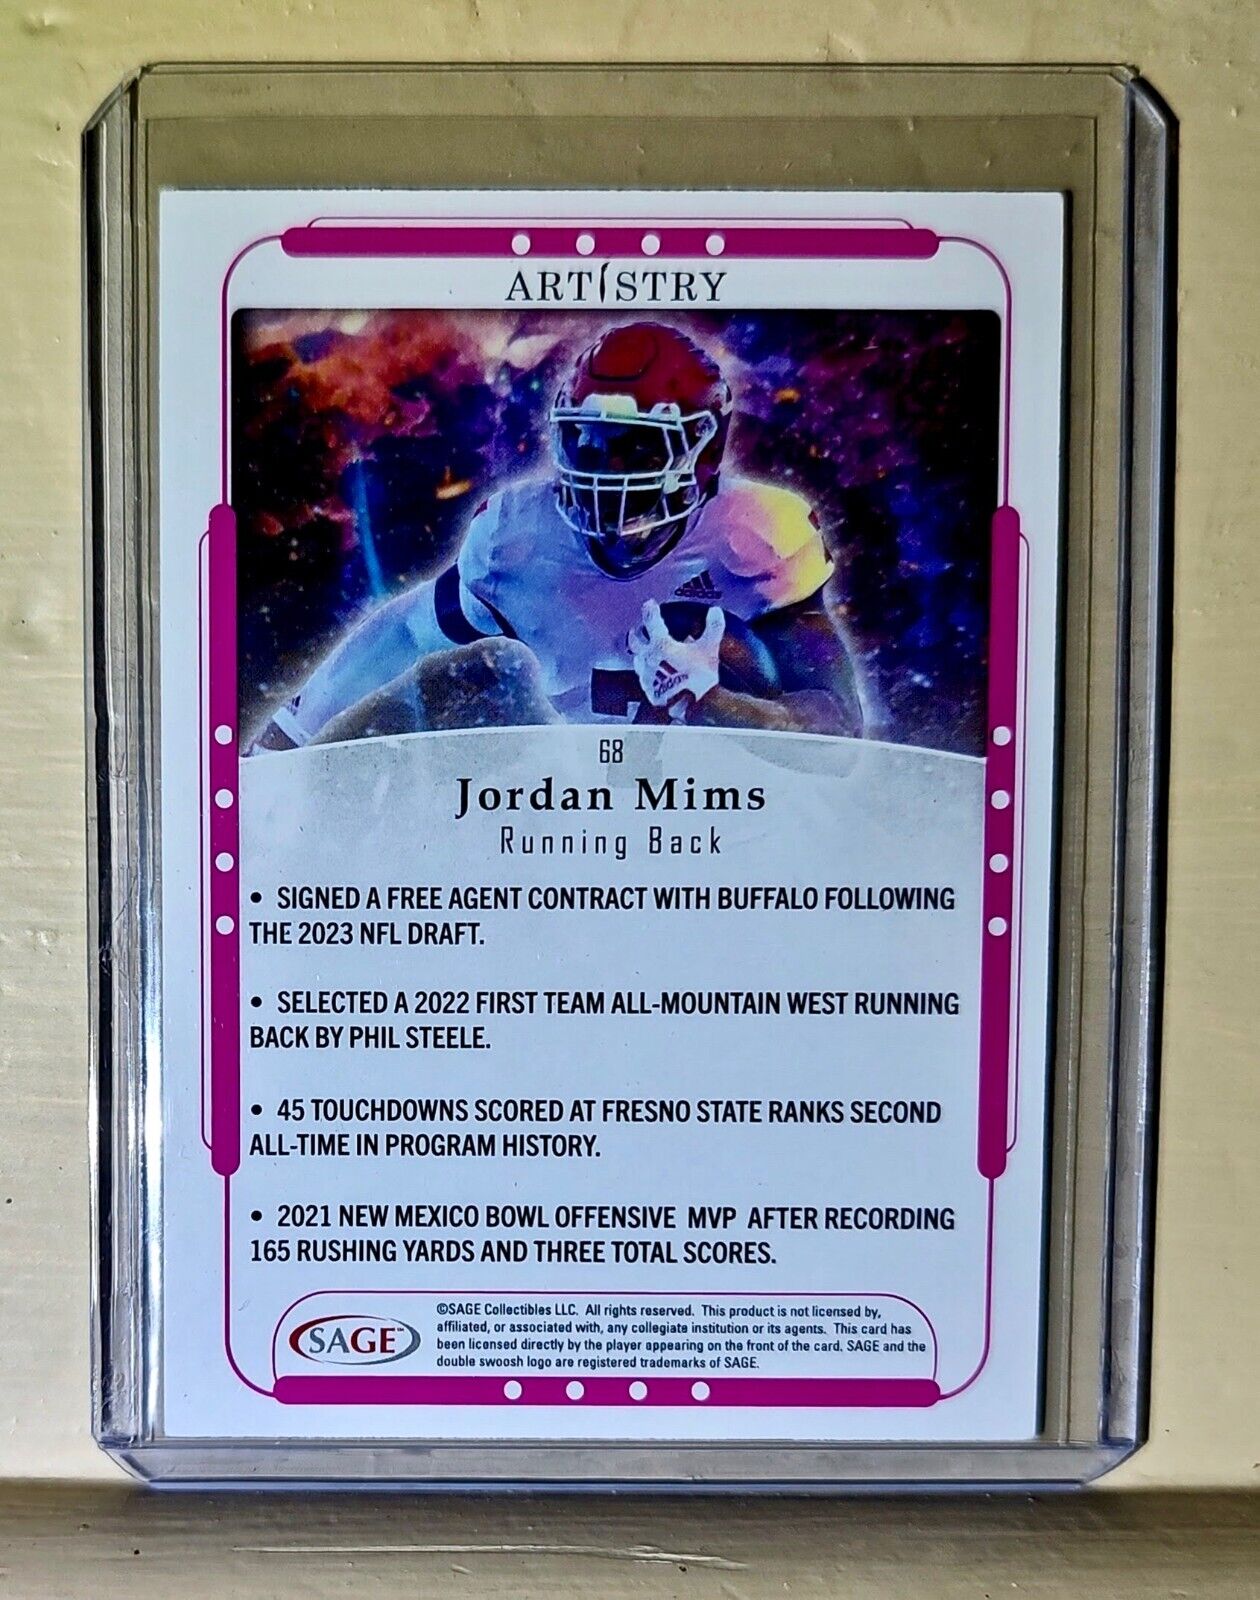 ARTISTRY
adidas
adidas
7
68
Jordan Mims
Running Back
• SIGNED A FREE AGENT CONTRACT WITH BUFFALO FOLLOWING
THE 2023 NFL DRAFT.
• SELECTED A 2022 FIRST TEAM ALL-MOUNTAIN WEST RUNNING
BACK BY PHIL STEELE.
• 45 TOUCHDOWNS SCORED AT FRESNO STATE RANKS SECOND
ALL-TIME IN PROGRAM HISTORY.
• 2021 NEW MEXICO BOWL OFFENSIVE MVP AFTER RECORDING
165 RUSHING YARDS AND THREE TOTAL SCORES.
SAGE™
©SAGE Collectibles LLC. All rights reserved. This product is not licensed by,
affiliated, or associated with, any collegiate institution or its agents. This card has
been licensed directly by the player appearing on the front of the card. SAGE and the
double swoosh logo are registered trademarks of SAGE.